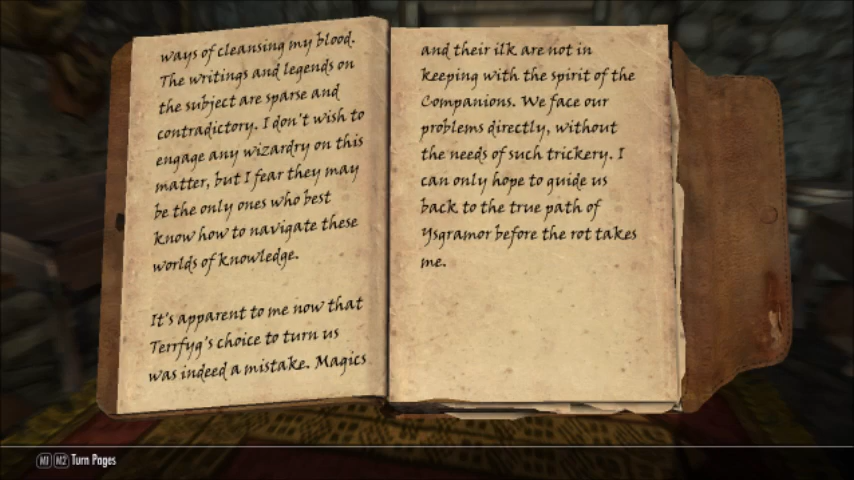 ways of cleansing my blood.
The writings and legends on
the subject are sparse and
contradictory. I don't wish to
engage any wizardry on this
matter, but I fear they may
be the only ones who best
know how to navigate these
worlds of knowledge.
It's apparent to me now that
Terrfyg's choice to turn us
was indeed a mistake. Magics
and their ilk are not in
keeping with the spirit of the
Companions. We face our
problems directly, without
the needs of such trickery. I
can only hope to guide us
back to the true path of
Ysgramor before the rot takes
me.
M1 M2 Turn Pages